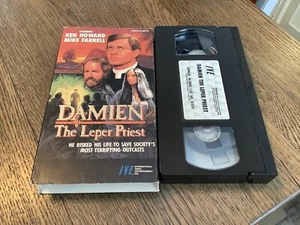 KEN HOWARD
MIKE FARRELL
DAMIEN
The Leper Priest
HE RISKED HIS LIFE TO SAVE SOCIETY'S
MOST TERRIFYING OUTCASTS
IVE
IVE
DAMIEN THE LEPER PRIEST